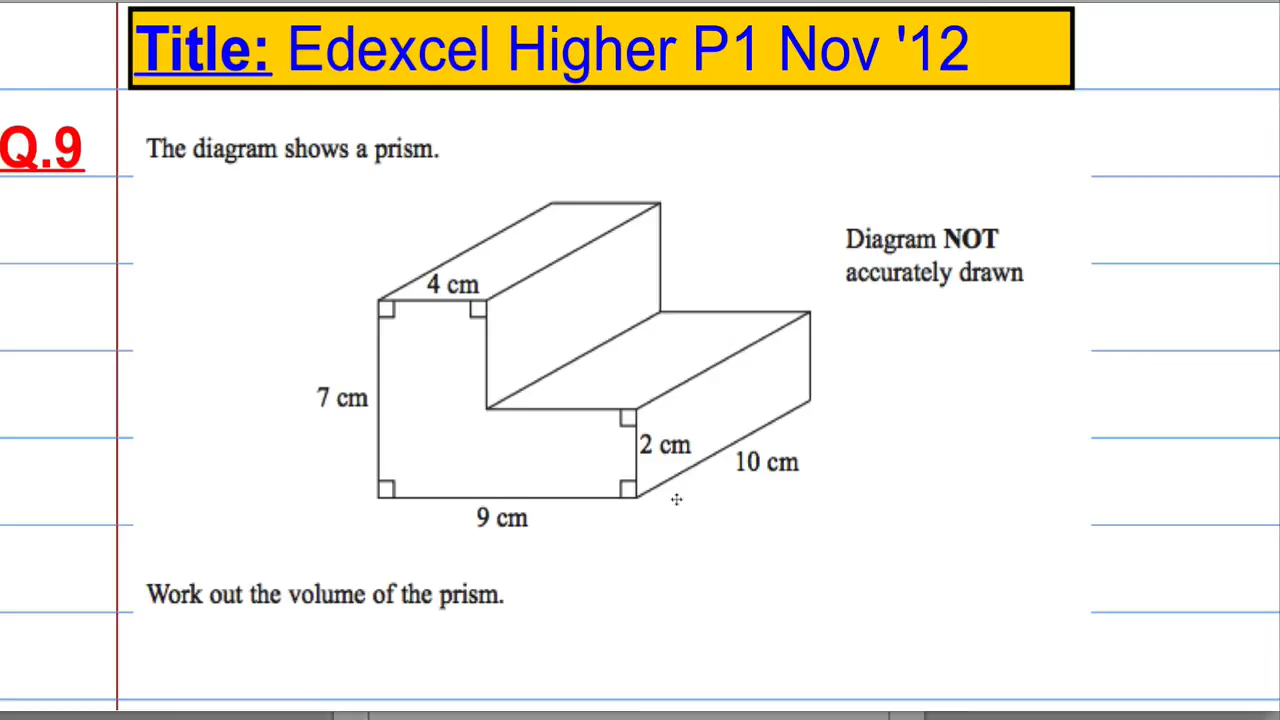 Title: Edexcel Higher P1 Nov '12
Q.9
The diagram shows a prism.
Diagram NOT
accurately drawn
4 cm
7 cm
2 cm
10 cm
9 cm
Work out the volume of the prism.